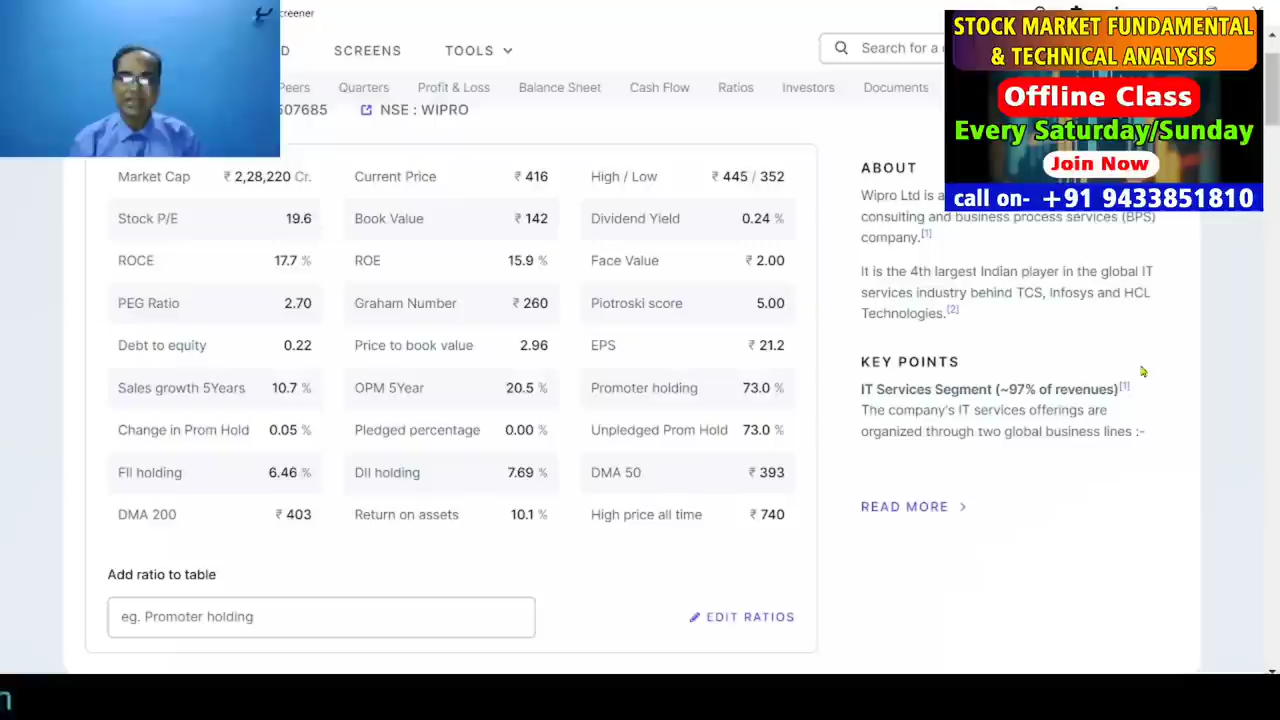 creener
STOCK MARKET FUNDAMENTAL
& TECHNICAL ANALYSIS
Offline Class
Every Saturday/Sunday
Join Now
call on- +91 9433851810
D SCREENS TOOLS Search for a
Peers Quarters Profit & Loss Balance Sheet Cash Flow Ratios Investors Documents
507685 NSE : WIPRO
Market Cap ₹ 2,28,220 Cr. Current Price ₹ 416 High / Low ₹ 445 / 352
Stock P/E 19.6 Book Value ₹ 142 Dividend Yield 0.24 %
ROCE 17.7 % ROE 15.9 % Face Value ₹ 2.00
PEG Ratio 2.70 Graham Number ₹ 260 Piotroski score 5.00
Debt to equity 0.22 Price to book value 2.96 EPS ₹ 21.2
Sales growth 5Years 10.7 % OPM 5Year 20.5 % Promoter holding 73.0 %
Change in Prom Hold 0.05 % Pledged percentage 0.00 % Unpledged Prom Hold 73.0 %
FII holding 6.46 % DII holding 7.69 % DMA 50 ₹ 393
DMA 200 ₹ 403 Return on assets 10.1 % High price all time ₹ 740
Add ratio to table
eg. Promoter holding
EDIT RATIOS
ABOUT
Wipro Ltd is a
consulting and business process services (BPS)
company.[1]
It is the 4th largest Indian player in the global IT
services industry behind TCS, Infosys and HCL
Technologies.[2]
KEY POINTS
IT Services Segment (~97% of revenues)[1]
The company's IT services offerings are
organized through two global business lines :-
READ MORE
n